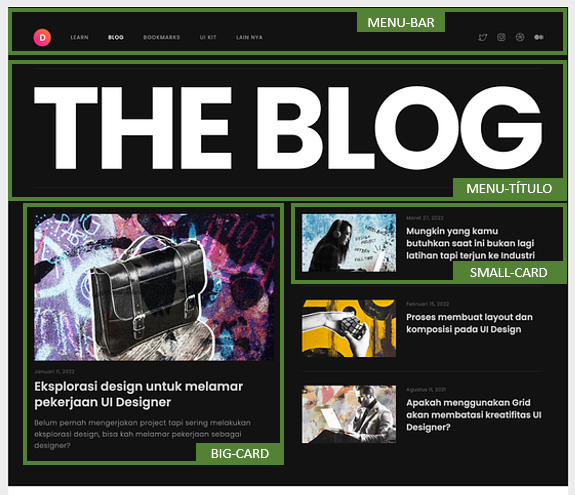 MENU-BAR
D
LEARN
BLOG
BOOKMARKS
UI KIT
LAIN NYA
THE BLOG
MENU-TÍTULO
Januari 11, 2022
Eksplorasi design untuk melamar
pekerjaan UI Designer
Belum pernah mengerjakan project tapi sering melakukan
eksplorasi design, bisa kah melamar pekerjaan sebagai
designer?
BIG-CARD
Maret 27, 2022
Mungkin yang kamu
butuhkan saat ini bukan lagi
latihan tapi terjun ke Industri
SMALL-CARD
Februari 15, 2022
Proses membuat layout dan
komposisi pada UI Design
Agustus 11, 2021
Apakah menggunakan Grid
akan membatasi kreatifitas UI
Designer?